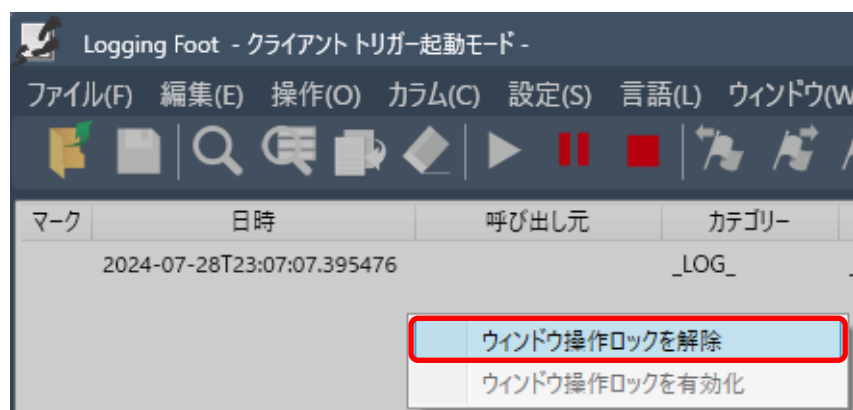 Logging Foot - クライアント トリガー起動モード -
ファイル(F) 編集(E) 操作(O) カラム(C) 設定(S) 言語(L) ウィンドウ(W
マーク 日時 呼び出し元 カテゴリー
2024-07-28T23:07:07.395476 _LOG_ _
ウィンドウ操作ロックを解除
ウィンドウ操作ロックを有効化